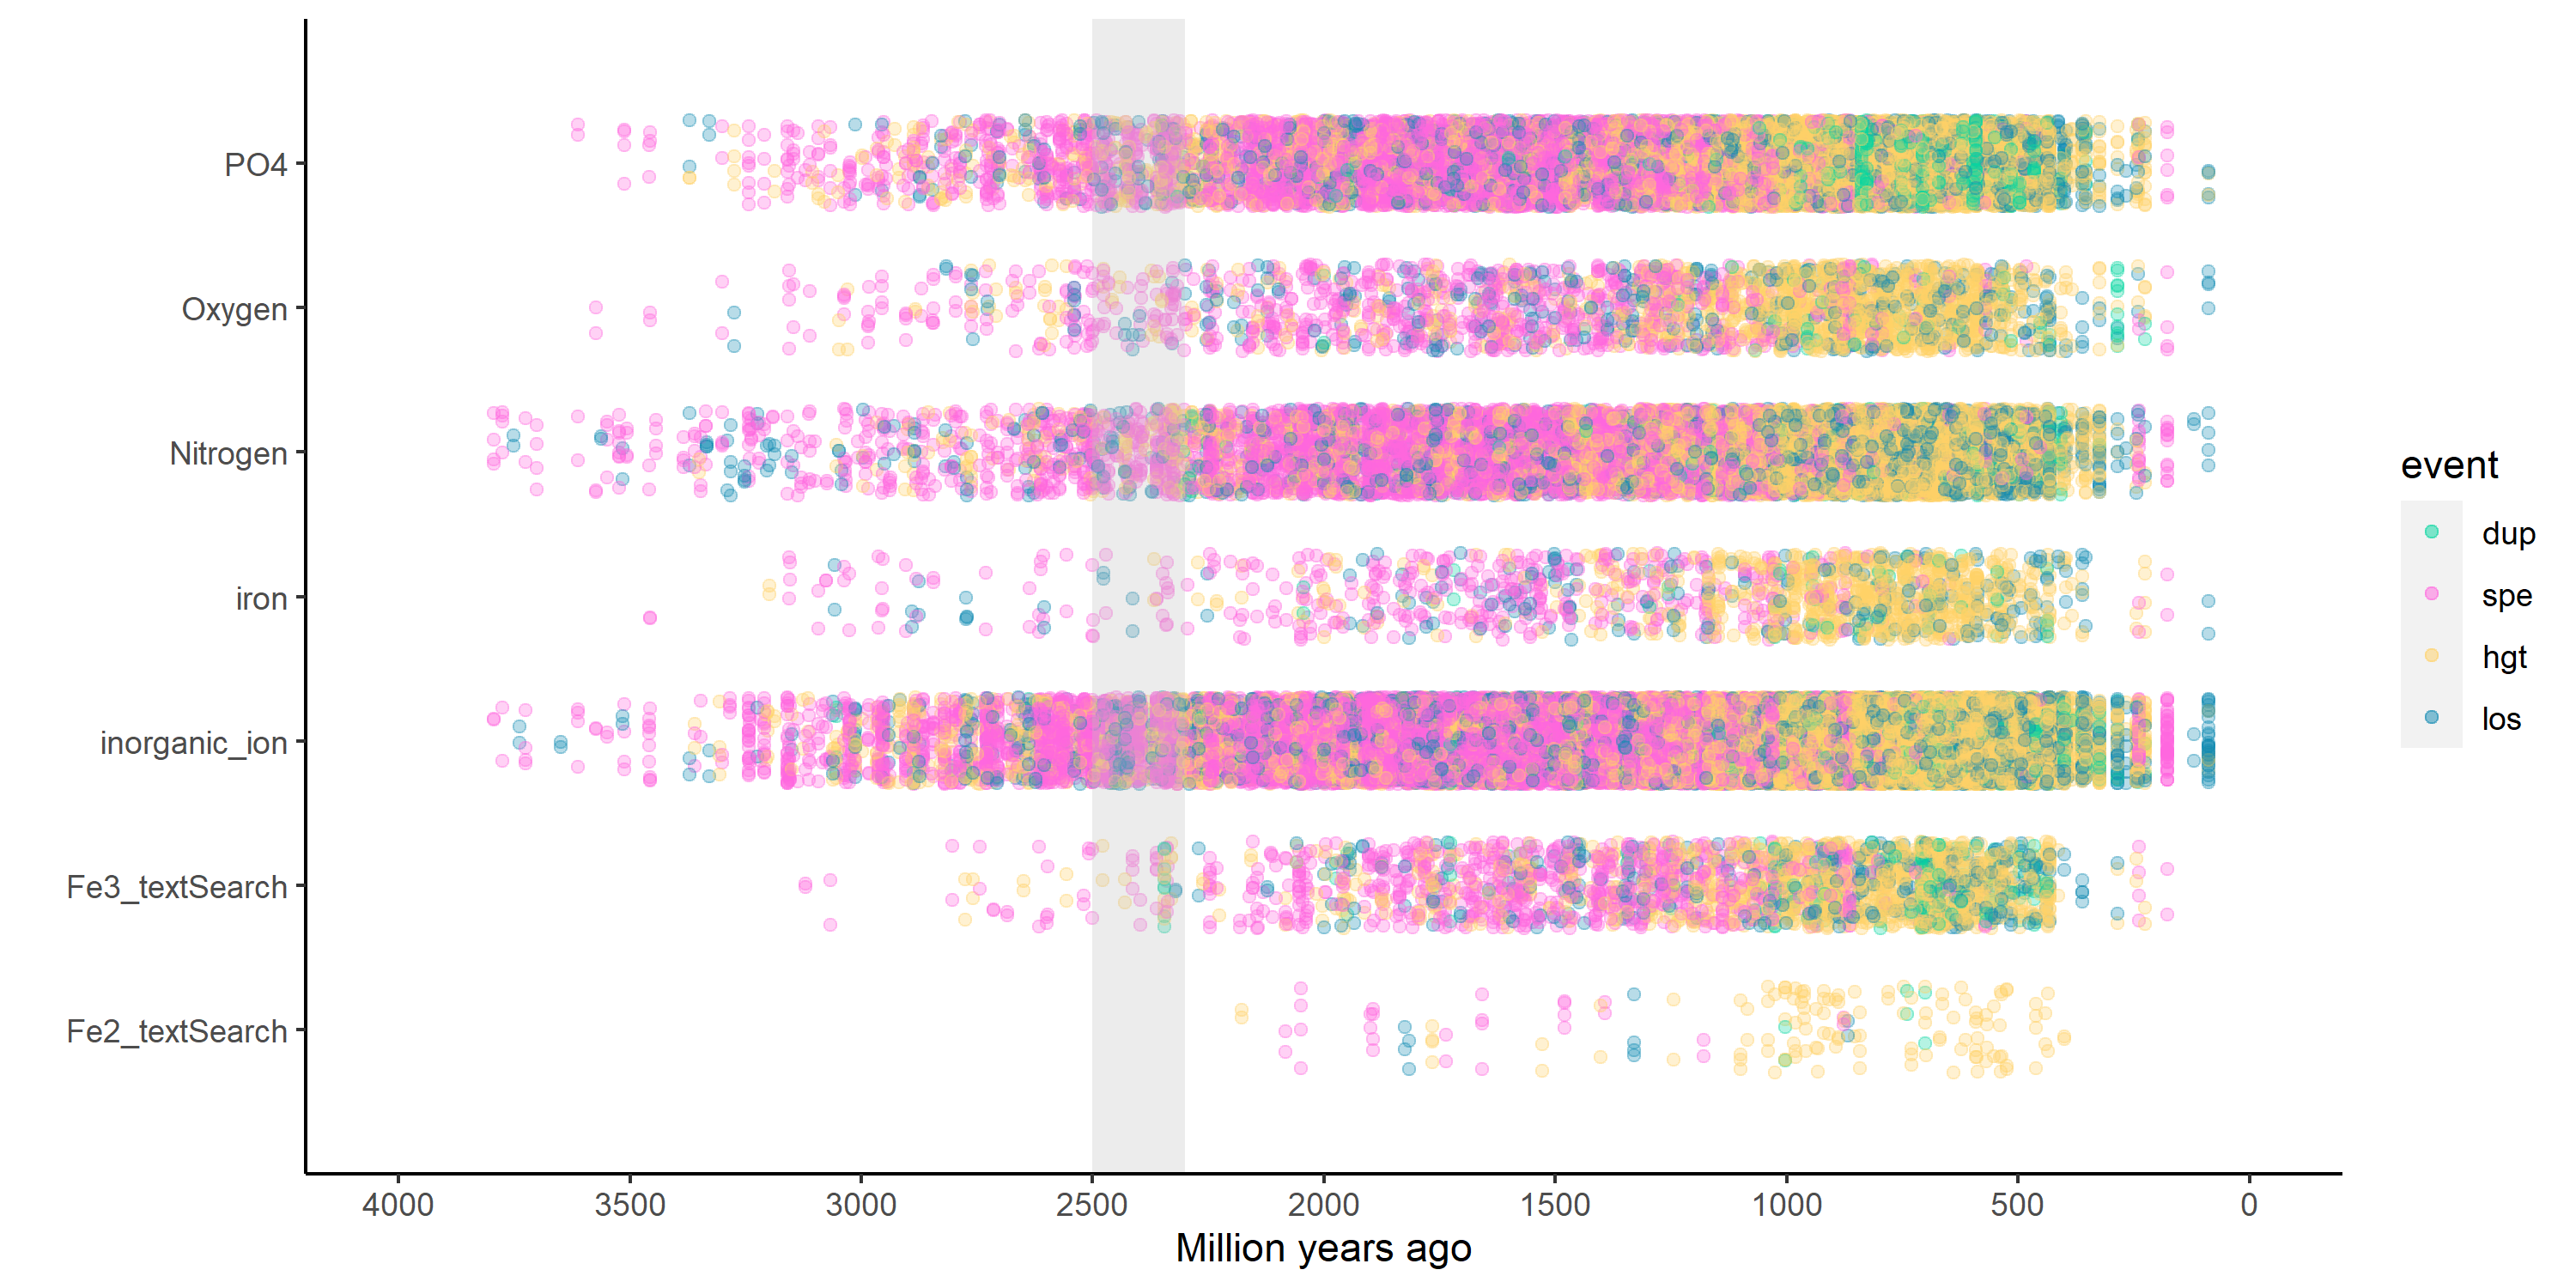 PO4
Oxygen
Nitrogen
iron
inorganic_ion
Fe3_textSearch
Fe2_textSearch
4000 3500 3000 2500 2000 1500 1000 500 0
Million years ago
event
dup
spe
hgt
los